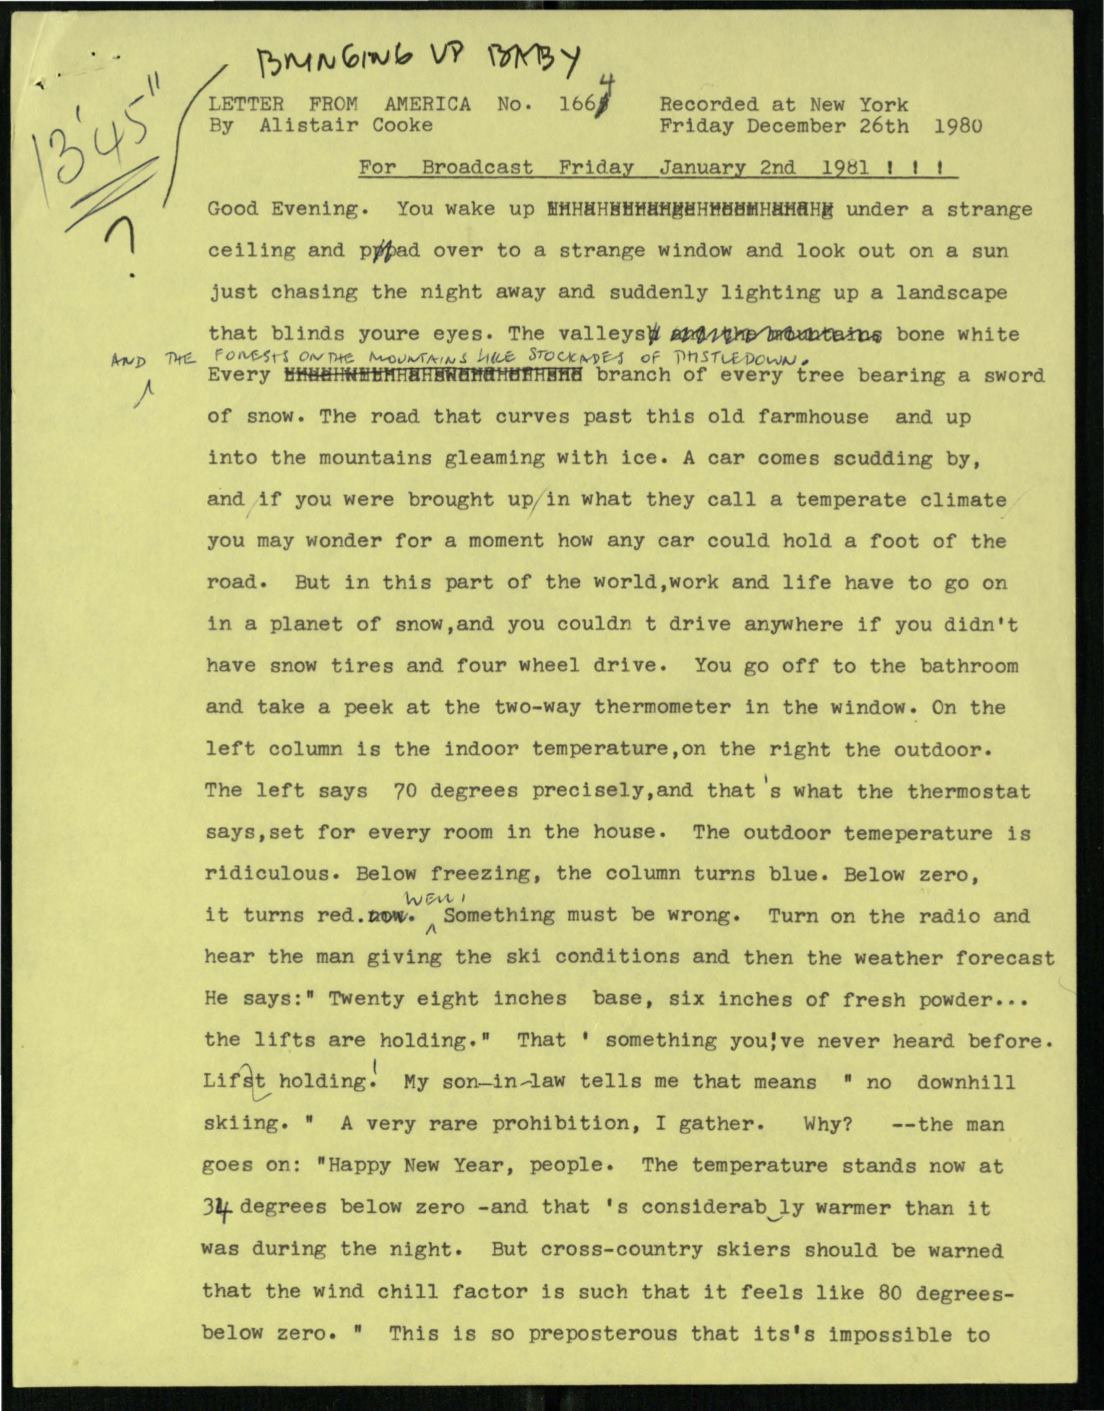 BRINGING UP BABY
13'45"
?
LETTER FROM AMERICA No. 1664 Recorded at New York
By Alistair Cooke Friday December 26th 1980
For Broadcast Friday January 2nd 1981 ! ! !
Good Evening. You wake up under a strange
ceiling and pad over to a strange window and look out on a sun
just chasing the night away and suddenly lighting up a landscape
that blinds youre eyes. The valleys and the mountains bone white
AND THE FORESTS ON THE MOUNTAINS LIKE STOCKADES OF THISTLEDOWN.
Every branch of every tree bearing a sword
of snow. The road that curves past this old farmhouse and up
into the mountains gleaming with ice. A car comes scudding by,
and if you were brought up in what they call a temperate climate
you may wonder for a moment how any car could hold a foot of the
road. But in this part of the world,work and life have to go on
in a planet of snow,and you couldn t drive anywhere if you didn't
have snow tires and four wheel drive. You go off to the bathroom
and take a peek at the two-way thermometer in the window. On the
left column is the indoor temperature,on the right the outdoor.
The left says 70 degrees precisely,and that's what the thermostat
says,set for every room in the house. The outdoor temeperature is
ridiculous. Below freezing, the column turns blue. Below zero,
WELL,
it turns red.now. Something must be wrong. Turn on the radio and
hear the man giving the ski conditions and then the weather forecast
He says:" Twenty eight inches base, six inches of fresh powder...
the lifts are holding." That ' something you've never heard before.
Lifst holding! My son-in-law tells me that means " no downhill
skiing. " A very rare prohibition, I gather. Why? --the man
goes on: "Happy New Year, people. The temperature stands now at
34 degrees below zero -and that 's considerab ly warmer than it
was during the night. But cross-country skiers should be warned
that the wind chill factor is such that it feels like 80 degrees-
below zero. " This is so preposterous that its's impossible to